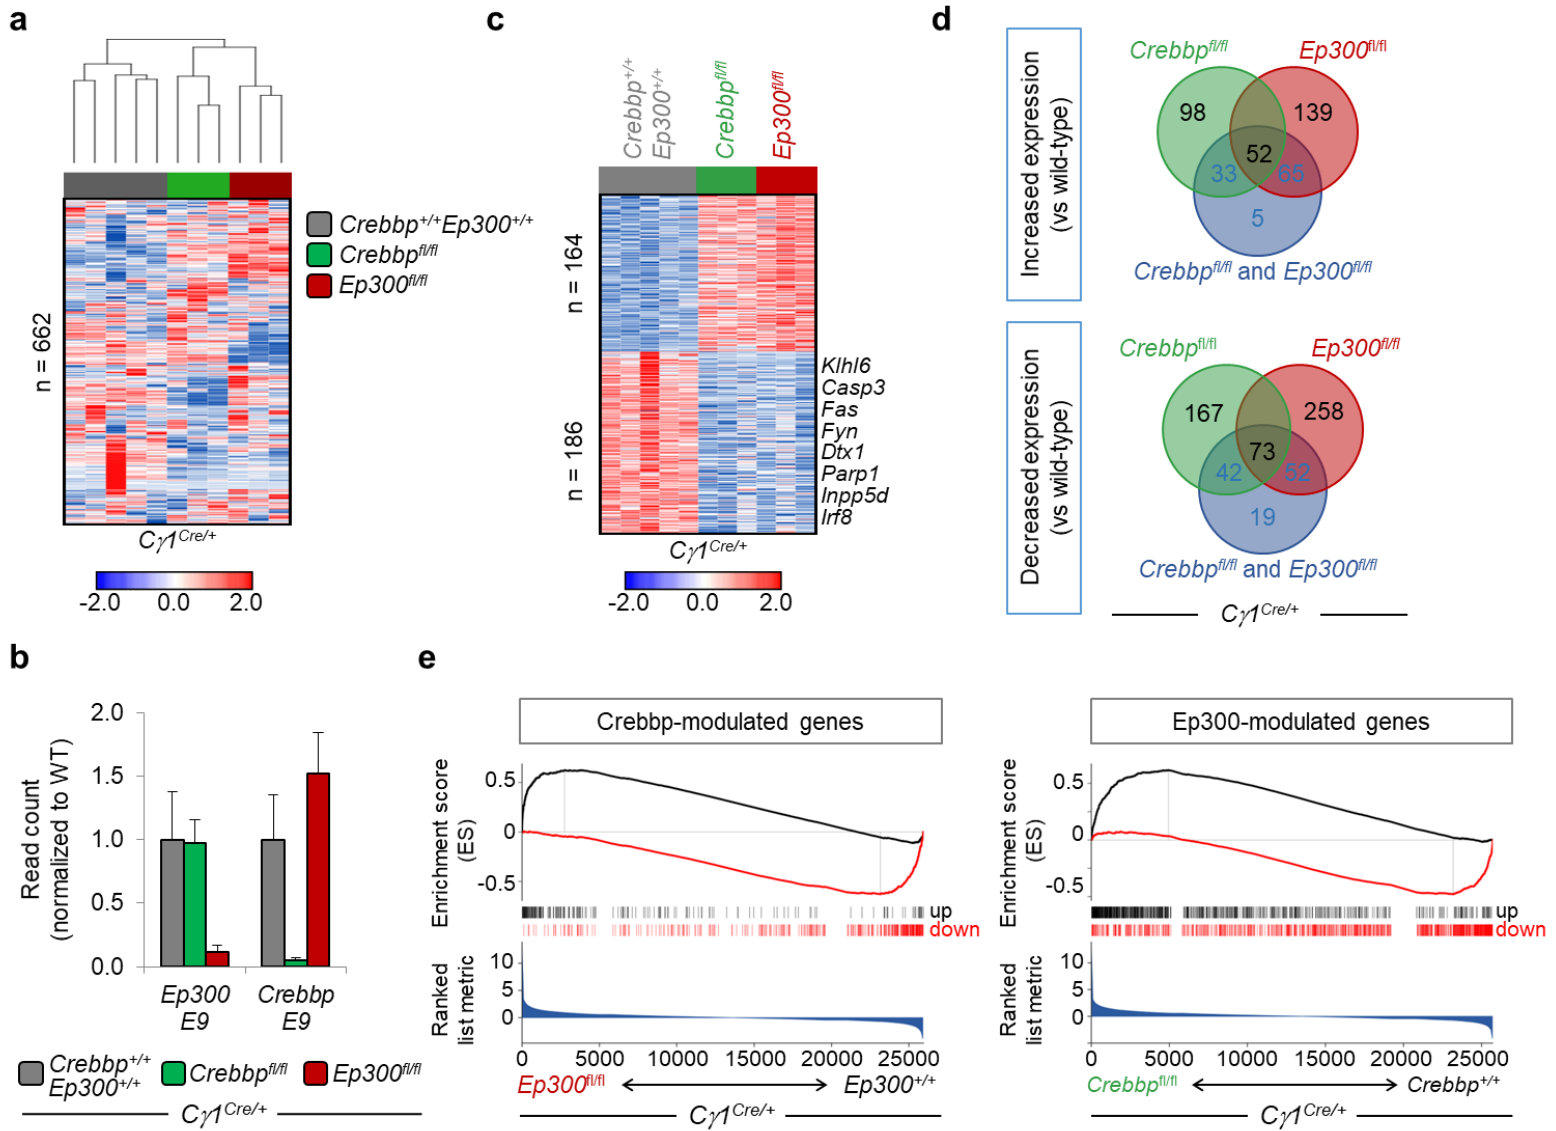 a
n = 662
Crebbp+/+Ep300+/+
Crebbpfl/fl
Ep300fl/fl
Cγ1Cre/+
-2.0 0.0 2.0
c
Crebbp+/+
Ep300+/+
Crebbpfl/fl
Ep300fl/fl
n = 164
n = 186
Klhl6
Casp3
Fas
Fyn
Dtx1
Parp1
Inpp5d
Irf8
Cγ1Cre/+
-2.0 0.0 2.0
d
Increased expression
(vs wild-type)
Crebbpfl/fl Ep300fl/fl
98 139
52
33 65
5
Crebbpfl/fl and Ep300fl/fl
Decreased expression
(vs wild-type)
Crebbpfl/fl Ep300fl/fl
167 258
73
42 52
19
Crebbpfl/fl and Ep300fl/fl
Cγ1Cre/+
b
Read count
(normalized to WT)
2.0
1.5
1.0
0.5
0.0
Ep300 Crebbp
E9 E9
Crebbp+/+
Ep300+/+
Crebbpfl/fl
Ep300fl/fl
Cγ1Cre/+
e
Crebbp-modulated genes
Enrichment score
(ES)
0.5
0
-0.5
up
down
Ranked
list metric
10
5
0
0 5000 10000 15000 20000 25000
Ep300fl/fl Ep300+/+
Cγ1Cre/+
Ep300-modulated genes
Enrichment score
(ES)
0.5
0
-0.5
up
down
Ranked
list metric
10
5
0
0 5000 10000 15000 20000 25000
Crebbpfl/fl Crebbp+/+
Cγ1Cre/+